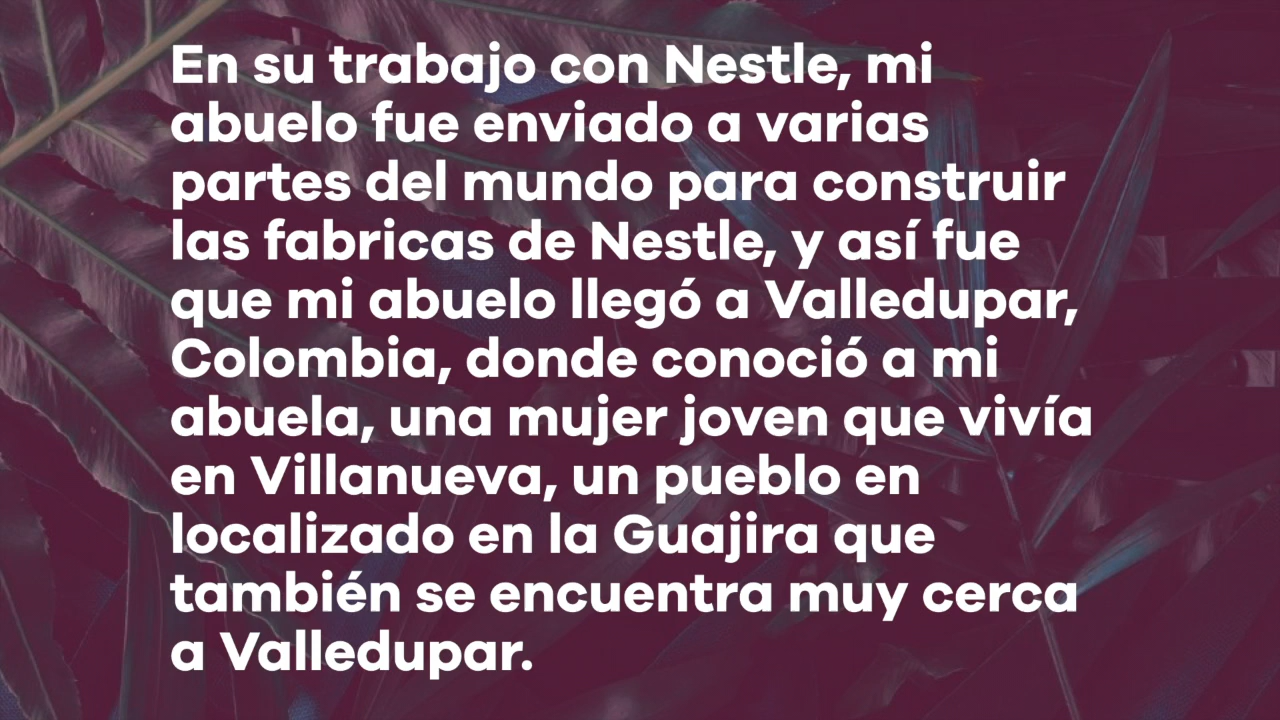 En su trabajo con Nestle, mi
abuelo fue enviado a varias
partes del mundo para construir
las fabricas de Nestle, y así fue
que mi abuelo llegó a Valledupar,
Colombia, donde conoció a mi
abuela, una mujer joven que vivía
en Villanueva, un pueblo en
localizado en la Guajira que
también se encuentra muy cerca
a Valledupar.